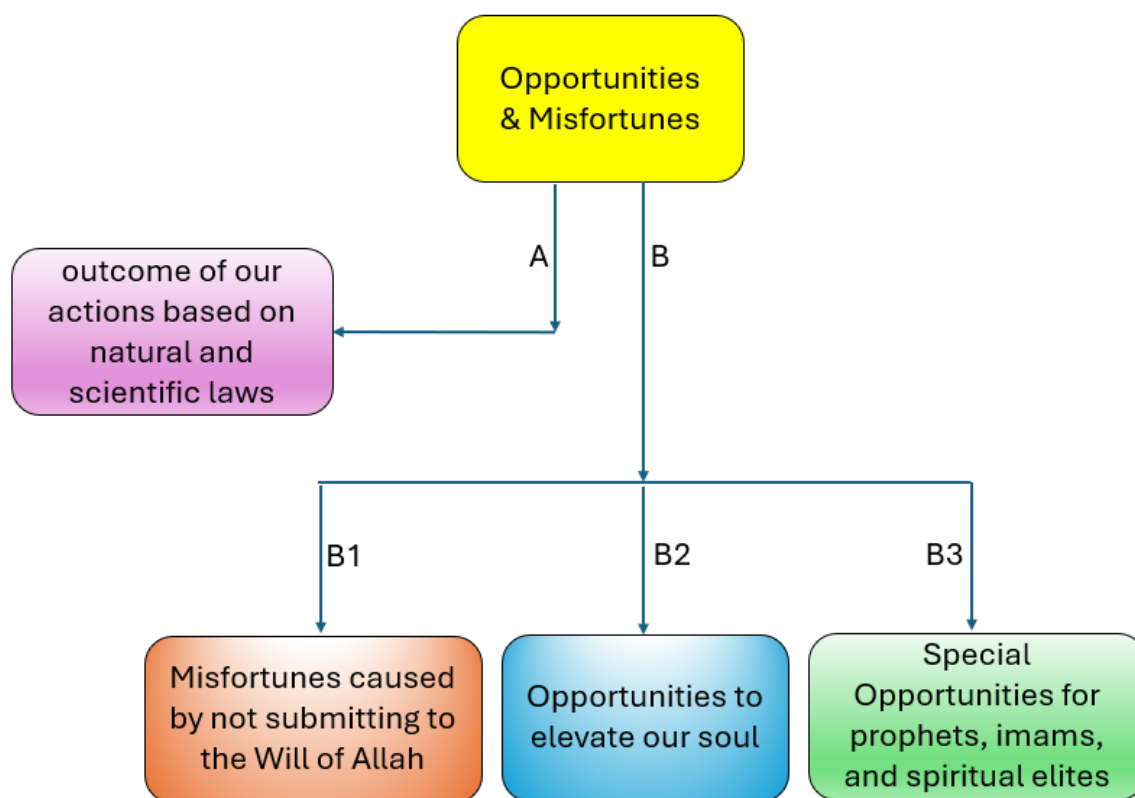 Opportunities
& Misfortunes
A
B
outcome of our
actions based on
natural and
scientific laws
B1
B2
B3
Misfortunes caused
by not submitting to
the Will of Allah
Opportunities to
elevate our soul
Special
Opportunities for
prophets, imams,
and spiritual elites